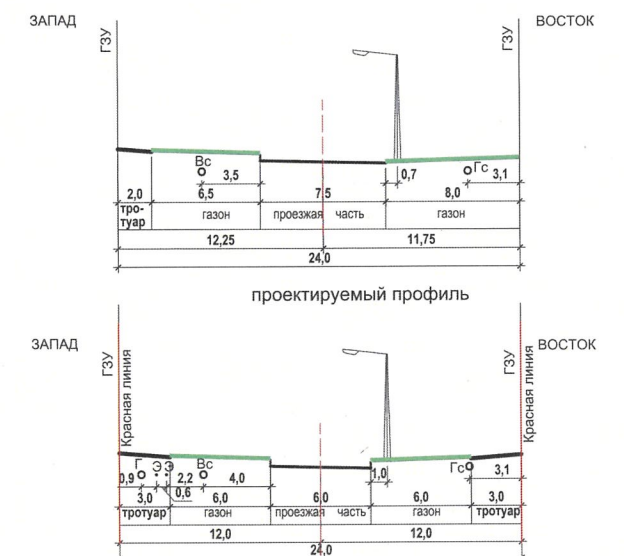 ЗАПАД
ГЗУ
ГЗУ
ВОСТОК
Вс
Гс
3,5
0,7
3,1
2,0
6,5
7,5
8,0
тро-
туар
газон
проезжая часть
газон
12,25
11,75
24,0
проектируемый профиль
ЗАПАД
ГЗУ
Красная линия
ГЗУ
Красная линия
ВОСТОК
Г
Э
Э
Вс
Гс
0,9
2,2
4,0
1,0
3,1
0,6
3,0
6,0
6,0
6,0
3,0
тротуар
газон
проезжая часть
газон
тротуар
12,0
12,0
24,0